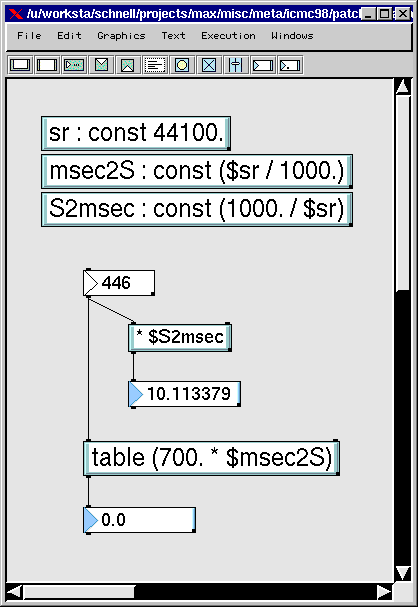 /u/worksta/schnell/projects/max/misc/meta/icmc98/patch
File Edit Graphics Text Execution Windows
sr : const 44100.
msec2S : const ($sr / 1000.)
S2msec : const (1000. / $sr)
446
* $S2msec
10.113379
table (700. * $msec2S)
0.0